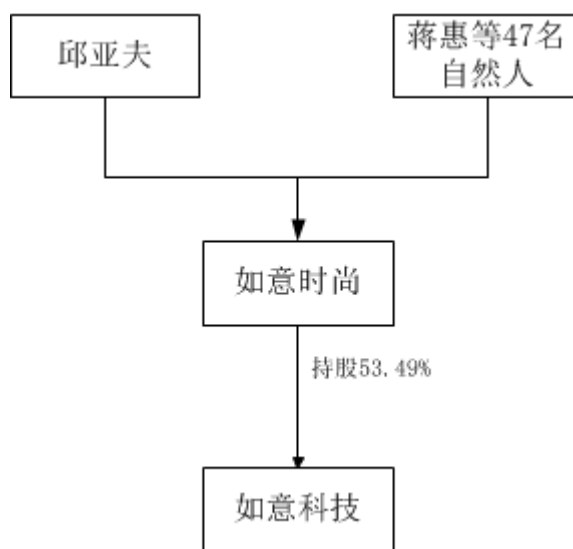 邱亚夫
蒋惠等47名
自然人
如意时尚
持股53.49%
如意科技